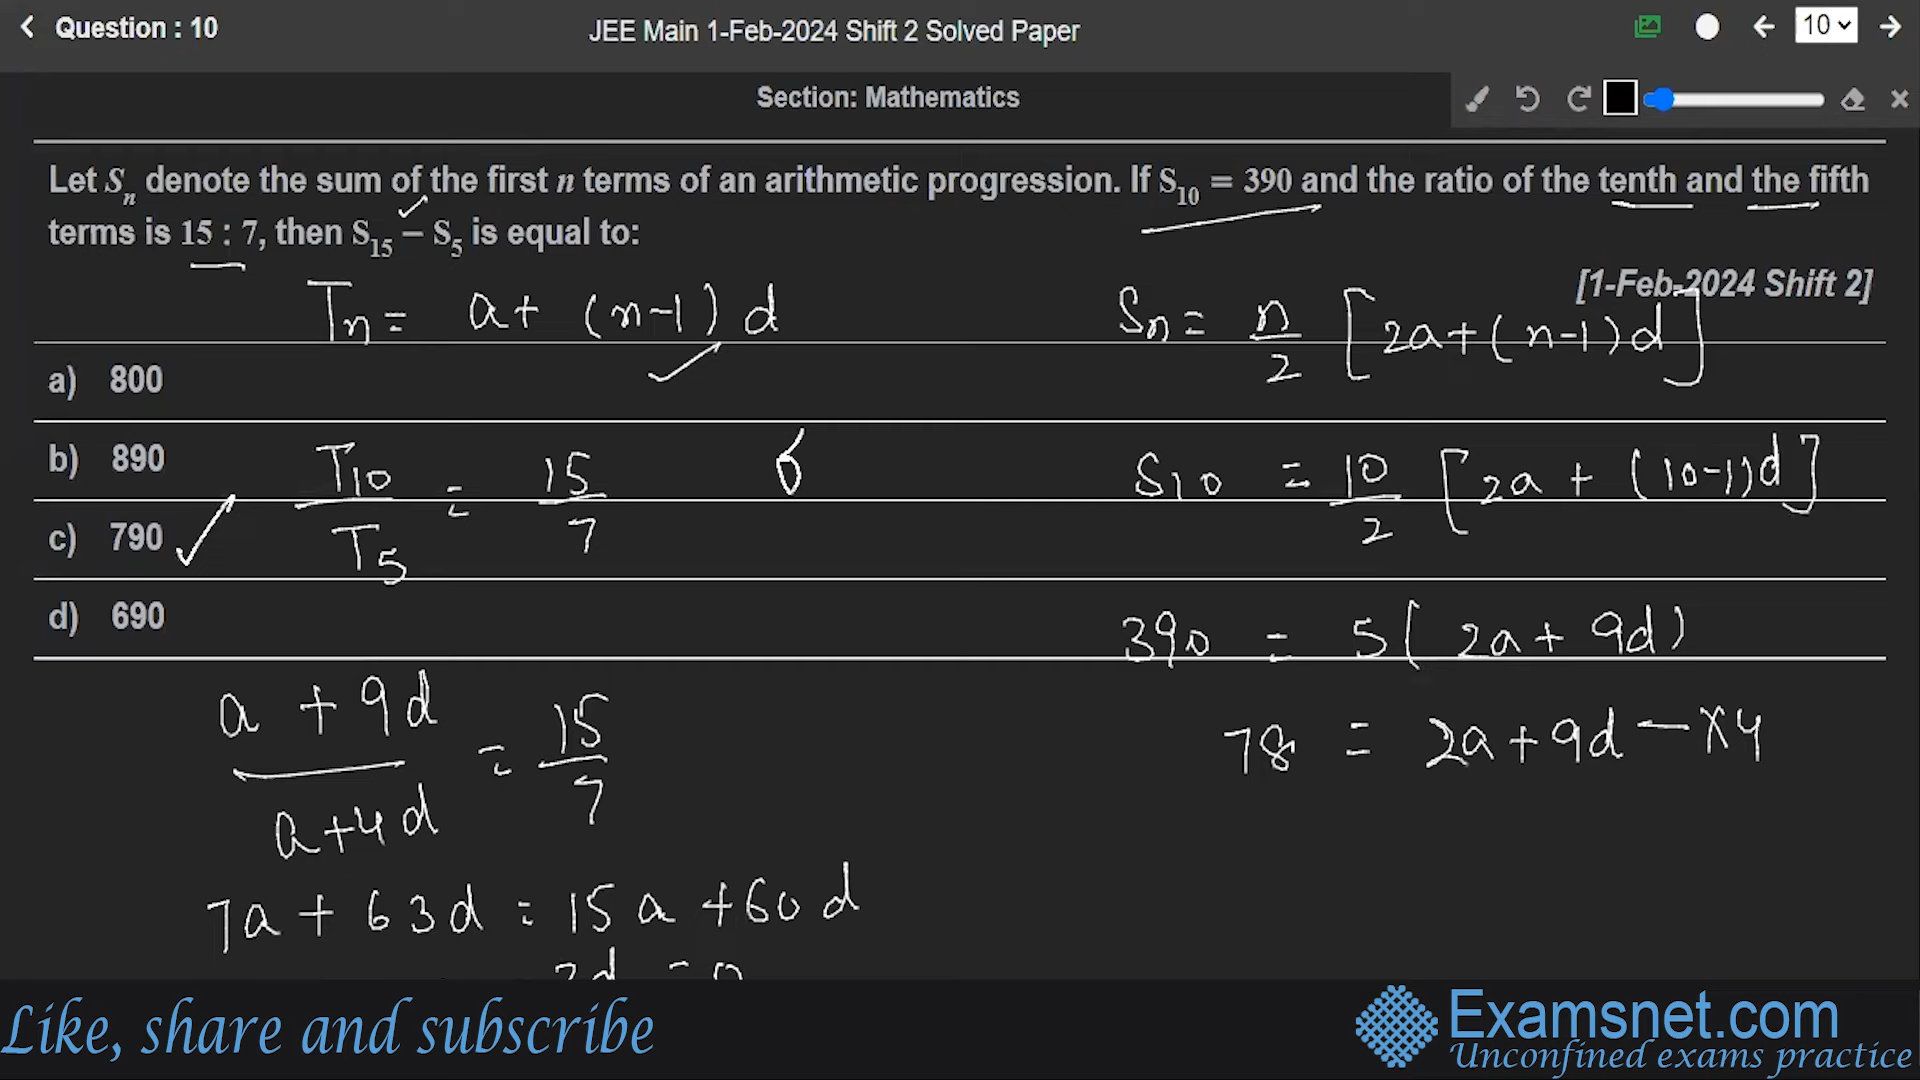 Question : 10
JEE Main 1-Feb-2024 Shift 2 Solved Paper
10
Section: Mathematics
Let Sn denote the sum of the first n terms of an arithmetic progression. If S10 = 390 and the ratio of the tenth and the fifth
terms is 15 : 7, then S15 − S5 is equal to:
[1-Feb-2024 Shift 2]
Tn = a + (n-1) d
Sn = n/2 [2a+(n-1)d]
a) 800
b) 890
c) 790
d) 690
T10/T5 = 15/7
S10 = 10/2 [2a + (10-1)d]
390 = 5( 2a + 9d)
a + 9d/a+4d = 15/7
78 = 2a+9d — ×4
7a + 63d = 15a + 60d
Like, share and subscribe
Examsnet.com
Unconfined exams practice